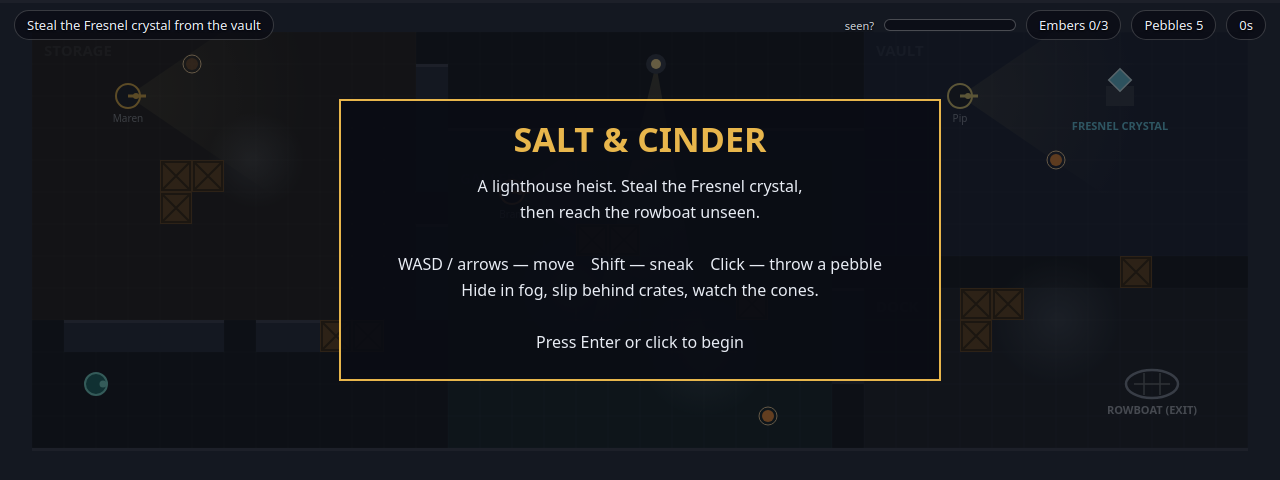 Steal the Fresnel crystal from the vault
seen?
Embers 0/3
Pebbles 5
0s
STORAGE
VAULT
Maren
Pip
FRESNEL CRYSTAL
SALT & CINDER
A lighthouse heist. Steal the Fresnel crystal,
then reach the rowboat unseen.
WASD / arrows — move Shift — sneak Click — throw a pebble
Hide in fog, slip behind crates, watch the cones.
Press Enter or click to begin
ROWBOAT (EXIT)